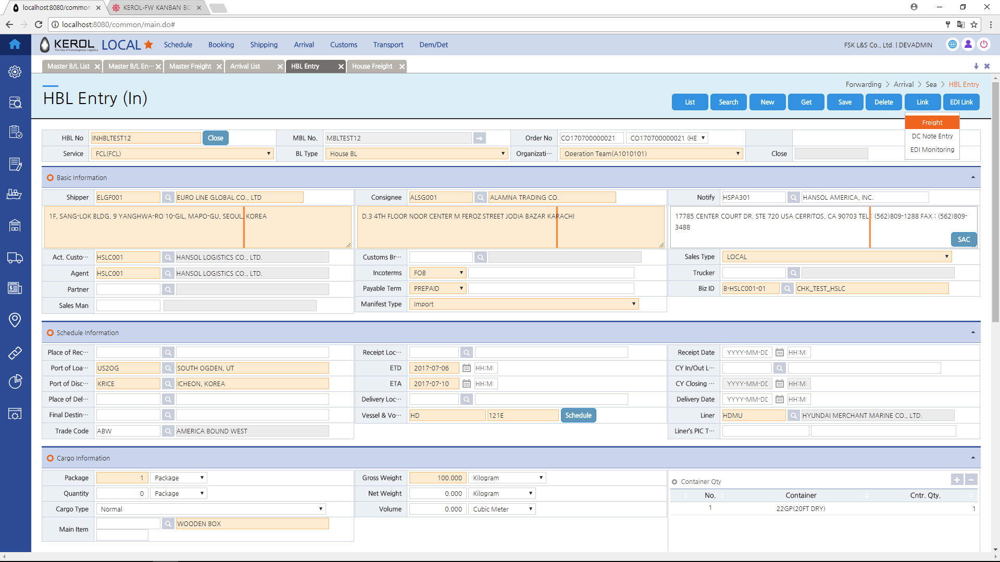 localhost:8080/common
KEROL-FW KANBAN BO
localhost:8080/common/main.do#
KEROL
The Key of Convergence Logistics
LOCAL
Schedule Booking Shipping Arrival Customs Transport Dem/Det
FSK L&S Co., Ltd. | DEVADMIN
Master B/L List Master B/L En··· Master Freight Arrival List HBL Entry House Freight
Forwarding > Arrival > Sea > HBL Entry
HBL Entry (In)
List Search New Get Save Delete Link EDI Link
Freight
DC Note Entry
EDI Monitoring
HBL No INHBLTEST12 Close MBL No. MBLTEST12 Order No CO170700000021 CO170700000021 (HE
Service FCL(FCL) BL Type House BL Organizati··· Operation Team(A1010101) Close
Basic Information
Shipper ELGF001 EURO LINE GLOBAL CO., LTD Consignee ALSG001 ALAMNA TRADING CO. Notify HSPA301 HANSOL AMERICA, INC.
1F, SANG-LOK BLDG, 9 YANGHWA-RO 10-GIL, MAPO-GU, SEOUL, KOREA
D.3 4TH FLOOR NOOR CENTER M FEROZ STREET JODIA BAZAR KARACHI
17785 CENTER COURT DR. STE 720 USA CERRITOS, CA 90703 TEL : (562)809-1288 FAX : (562)809-
3488
SAC
Act. Custo··· HSLC001 HANSOL LOGISTICS CO., LTD. Customs Br··· Sales Type LOCAL
Agent HSLC001 HANSOL LOGISTICS CO., LTD. Incoterms FOB Trucker
Partner Payable Term PREPAID Biz ID B-HSLC001-01 CHK_TEST_HSLC
Sales Man Manifest Type Import
Schedule Information
Place of Rec··· Receipt Loc··· Receipt Date YYYY-MM-DD HH:MI
Port of Loa··· US2OG SOUTH OGDEN, UT ETD 2017-07-06 HH:MI CY In/Out L···
Port of Disc··· KRICE ICHEON, KOREA ETA 2017-07-10 HH:MI CY Closing ··· YYYY-MM-DD HH:MI
Place of Del··· Delivery Loc··· Delivery Date YYYY-MM-DD HH:MI
Final Destin··· Vessel & Vo··· HD 121E Schedule Liner HDMU HYUNDAI MERCHANT MARINE CO., LTD.
Trade Code ABW AMERICA BOUND WEST Liner's PIC T···
Cargo Information
Package 1 Package Gross Weight 100.000 Kilogram Container Qty
Quantity 0 Package Net Weight 0.000 Kilogram No. Container Cntr. Qty.
Cargo Type Normal Volume 0.000 Cubic Meter 1 22GP(20FT DRY) 1
Main Item WOODEN BOX